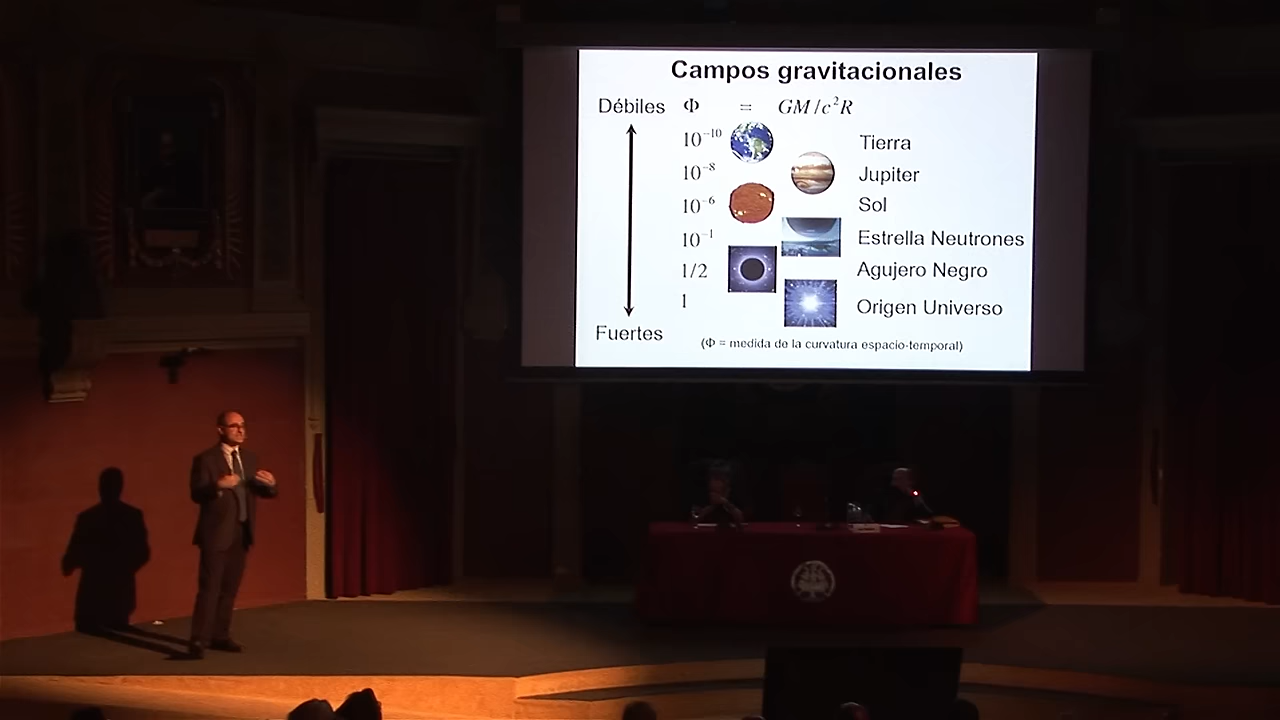 Campos gravitacionales
Débiles Φ = GM/c²R
10⁻¹⁰ Tierra
10⁻⁸ Jupiter
10⁻⁶ Sol
10⁻¹ Estrella Neutrones
1/2 Agujero Negro
1 Origen Universo
Fuertes
(Φ = medida de la curvatura espacio-temporal)